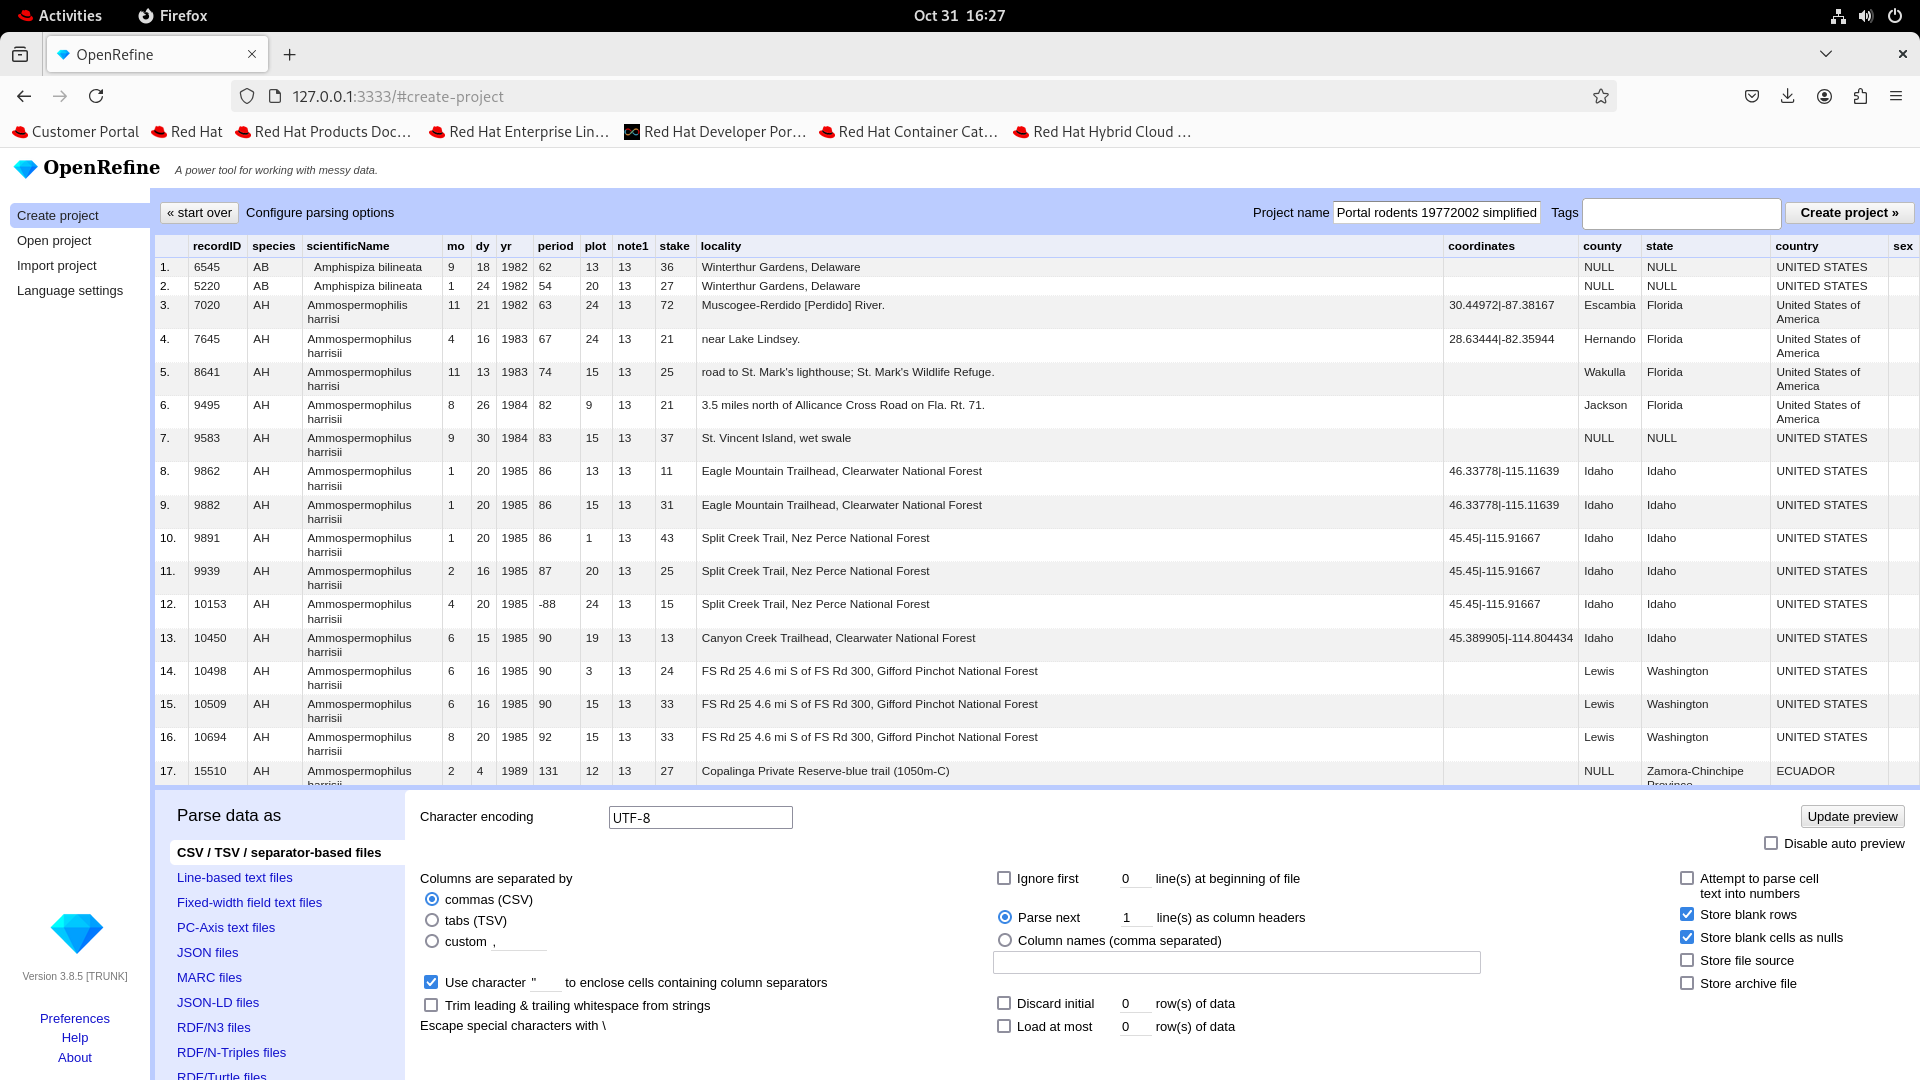 Activities Firefox Oct 31 16:27
OpenRefine
127.0.0.1:3333/#create-project
Customer Portal Red Hat Red Hat Products Doc… Red Hat Enterprise Lin… Red Hat Developer Por… Red Hat Container Cat… Red Hat Hybrid Cloud …
OpenRefine A power tool for working with messy data.
Create project
Open project
Import project
Language settings
« start over Configure parsing options Project name Portal rodents 19772002 simplified Tags Create project »
recordID species scientificName mo dy yr period plot note1 stake locality coordinates county state country sex
1. 6545 AB Amphispiza bilineata 9 18 1982 62 13 13 36 Winterthur Gardens, Delaware NULL NULL UNITED STATES
2. 5220 AB Amphispiza bilineata 1 24 1982 54 20 13 27 Winterthur Gardens, Delaware NULL NULL UNITED STATES
3. 7020 AH Ammospermophilis 11 21 1982 63 24 13 72 Muscogee-Rerdido [Perdido] River. 30.44972|-87.38167 Escambia Florida United States of
harrisi America
4. 7645 AH Ammospermophilus 4 16 1983 67 24 13 21 near Lake Lindsey. 28.63444|-82.35944 Hernando Florida United States of
harrisii America
5. 8641 AH Ammospermophilus 11 13 1983 74 15 13 25 road to St. Mark's lighthouse; St. Mark's Wildlife Refuge. Wakulla Florida United States of
harrisi America
6. 9495 AH Ammospermophilus 8 26 1984 82 9 13 21 3.5 miles north of Allicance Cross Road on Fla. Rt. 71. Jackson Florida United States of
harrisii America
7. 9583 AH Ammospermophilus 9 30 1984 83 15 13 37 St. Vincent Island, wet swale NULL NULL UNITED STATES
harrisii
8. 9862 AH Ammospermophilus 1 20 1985 86 13 13 11 Eagle Mountain Trailhead, Clearwater National Forest 46.33778|-115.11639 Idaho Idaho UNITED STATES
harrisii
9. 9882 AH Ammospermophilus 1 20 1985 86 15 13 31 Eagle Mountain Trailhead, Clearwater National Forest 46.33778|-115.11639 Idaho Idaho UNITED STATES
harrisii
10. 9891 AH Ammospermophilus 1 20 1985 86 1 13 43 Split Creek Trail, Nez Perce National Forest 45.45|-115.91667 Idaho Idaho UNITED STATES
harrisii
11. 9939 AH Ammospermophilus 2 16 1985 87 20 13 25 Split Creek Trail, Nez Perce National Forest 45.45|-115.91667 Idaho Idaho UNITED STATES
harrisii
12. 10153 AH Ammospermophilus 4 20 1985 -88 24 13 15 Split Creek Trail, Nez Perce National Forest 45.45|-115.91667 Idaho Idaho UNITED STATES
harrisii
13. 10450 AH Ammospermophilus 6 15 1985 90 19 13 13 Canyon Creek Trailhead, Clearwater National Forest 45.389905|-114.804434 Idaho Idaho UNITED STATES
harrisii
14. 10498 AH Ammospermophilus 6 16 1985 90 3 13 24 FS Rd 25 4.6 mi S of FS Rd 300, Gifford Pinchot National Forest Lewis Washington UNITED STATES
harrisii
15. 10509 AH Ammospermophilus 6 16 1985 90 15 13 33 FS Rd 25 4.6 mi S of FS Rd 300, Gifford Pinchot National Forest Lewis Washington UNITED STATES
harrisii
16. 10694 AH Ammospermophilus 8 20 1985 92 15 13 33 FS Rd 25 4.6 mi S of FS Rd 300, Gifford Pinchot National Forest Lewis Washington UNITED STATES
harrisii
17. 15510 AH Ammospermophilus 2 4 1989 131 12 13 27 Copalinga Private Reserve-blue trail (1050m-C) NULL Zamora-Chinchipe ECUADOR
harrisii Province
Parse data as
CSV / TSV / separator-based files
Line-based text files
Fixed-width field text files
PC-Axis text files
JSON files
MARC files
JSON-LD files
RDF/N3 files
RDF/N-Triples files
RDF/Turtle files
Version 3.8.5 [TRUNK]
Preferences
Help
About
Character encoding UTF-8
Update preview
Disable auto preview
Columns are separated by
commas (CSV)
tabs (TSV)
custom ,
Use character " to enclose cells containing column separators
Trim leading & trailing whitespace from strings
Escape special characters with \
Ignore first 0 line(s) at beginning of file
Parse next 1 line(s) as column headers
Column names (comma separated)
Discard initial 0 row(s) of data
Load at most 0 row(s) of data
Attempt to parse cell
text into numbers
Store blank rows
Store blank cells as nulls
Store file source
Store archive file